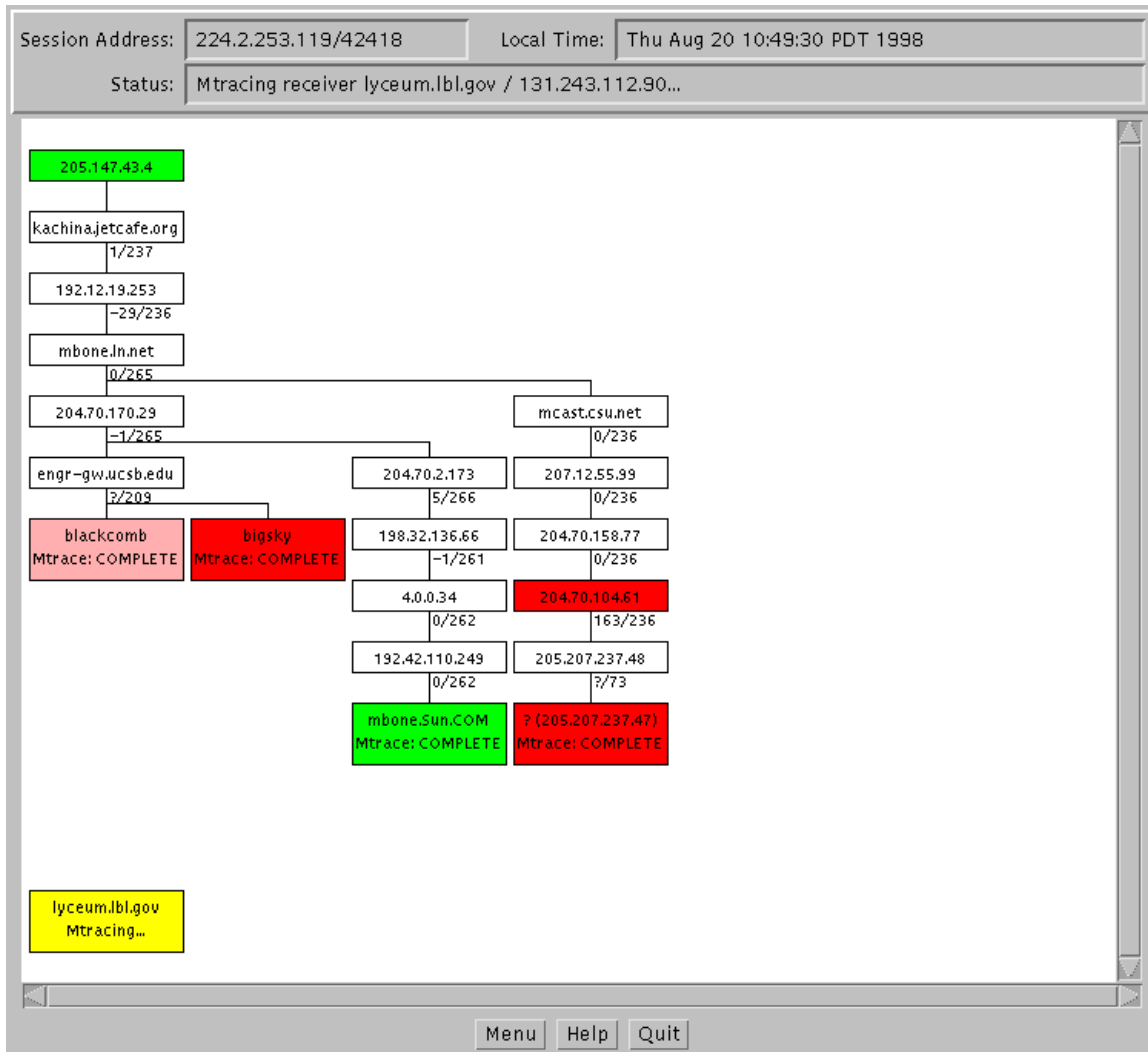 Session Address: 224.2.253.119/42418 Local Time: Thu Aug 20 10:49:30 PDT 1998
Status: Mtracing receiver lyceum.lbl.gov / 131.243.112.90...
205.147.43.4
kachina.jetcafe.org
1/237
192.12.19.253
-29/236
mbone.ln.net
0/265
204.70.170.29 mcast.csu.net
-1/265 0/236
engr-gw.ucsb.edu 204.70.2.173 207.12.55.99
?/209 5/266 0/236
blackcomb bigsky 198.32.136.66 204.70.158.77
Mtrace: COMPLETE Mtrace: COMPLETE -1/261 0/236
4.0.0.34 204.70.104.61
0/262 163/236
192.42.110.249 205.207.237.48
0/262 ?/73
mbone.Sun.COM ? (205.207.237.47)
Mtrace: COMPLETE Mtrace: COMPLETE
lyceum.lbl.gov
Mtracing...
Menu Help Quit